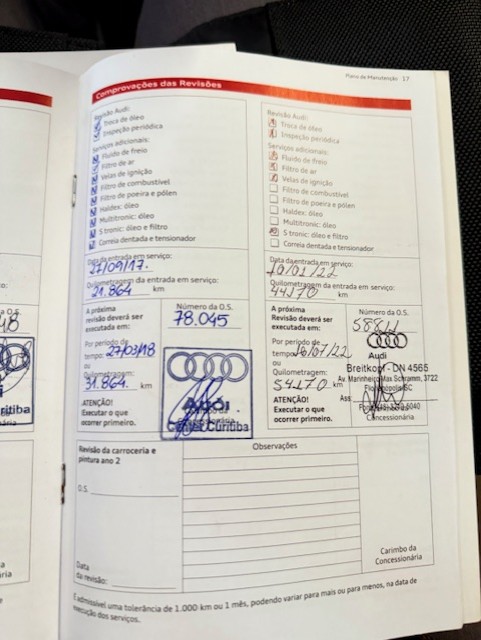 Plano de Manutenção 17
Comprovações das Revisões
Revisão Audi:
Troca de óleo
Inspeção periódica
Serviços adicionais:
Fluido de freio
Filtro de ar
Velas de ignição
Filtro de combustível
Filtro de poeira e pólen
Haldex: óleo
Multitronic: óleo
S tronic: óleo e filtro
Correia dentada e tensionador
Data da entrada em serviço:
27/09/17.
Quilometragem da entrada em serviço:
21.864 km
A próxima
revisão deverá ser
executada em:
Número da O.S.
78.045
Por período de
tempo: 27/03/18
ou
Quilometragem:
31.864. km
ATENÇÃO!
Executar o que
ocorrer primeiro.
Audi
Center Curitiba
Revisão Audi:
Troca de óleo
Inspeção periódica
Serviços adicionais:
Fluido de freio
Filtro de ar
Velas de ignição
Filtro de combustível
Filtro de poeira e pólen
Haldex: óleo
Multitronic: óleo
S tronic: óleo e filtro
Correia dentada e tensionador
Data da entrada em serviço:
10/01/22
Quilometragem da entrada em serviço:
44170 km
A próxima
revisão deverá ser
executada em:
Número da O.S.
Por período de
tempo: 10/07/22
ou
Quilometragem:
54170 km
ATENÇÃO!
Executar o que
ocorrer primeiro.
Audi
Breitkopf - DN 4565
Av. Marinheiro Max Schramm, 3722
Florianópolis-SC
Ass.
Concessionária
Revisão da carroceria e
pintura ano 2
O.S.
Data
da revisão:
Observações
Carimbo da
Concessionária
É admissível uma tolerância de 1.000 km ou 1 mês, podendo variar para mais ou para menos, na data de
execução dos serviços.